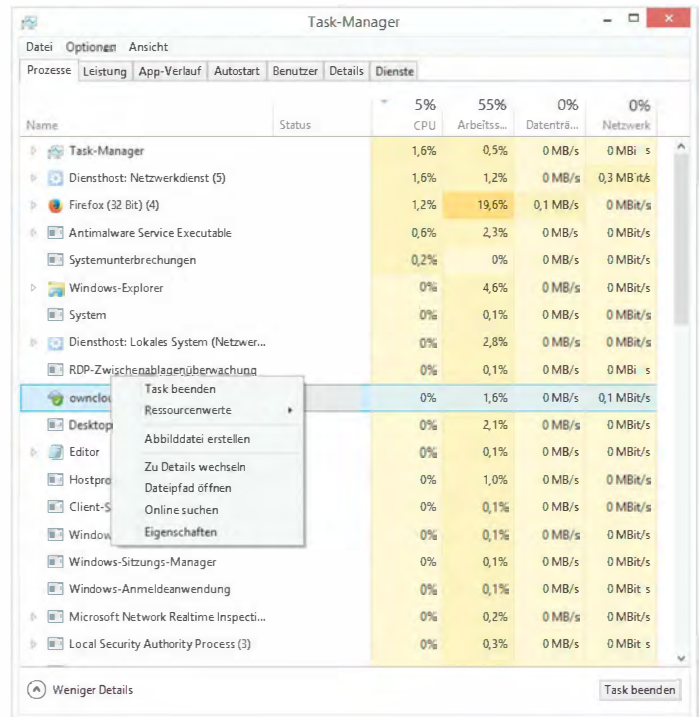 Task-Manager
Datei Optionen Ansicht
Prozesse Leistung App-Verlauf Autostart Benutzer Details Dienste
5% 55% 0% 0%
Name Status CPU Arbeitss... Datenträ... Netzwerk
Task-Manager 1,6% 0,5% 0 MB/s 0 MBi s
Diensthost: Netzwerkdienst (5) 1,6% 1,2% 0 MB/s 0,3 MBit/s
Firefox (32 Bit) (4) 1,2% 19,6% 0,1 MB/s 0 MBit/s
Antimalware Service Executable 0,6% 2,3% 0 MB/s 0 MBit/s
Systemunterbrechungen 0,2% 0% 0 MB/s 0 MBit/s
Windows-Explorer 0% 4,6% 0 MB/s 0 MBit/s
System 0% 0,1% 0 MB/s 0 MBit/s
Diensthost: Lokales System (Netzwer... 0% 2,8% 0 MB/s 0 MBit/s
RDP-Zwischenablagenüberwachung 0% 0,1% 0 MB/s 0 MBi s
ownclou 0% 1,6% 0 MB/s 0,1 MBit/s
Desktop 0% 2,1% 0 MB/s 0 MBit/s
Editor 0% 0,1% 0 MB/s 0 MBit/s
Hostpro 0% 1,0% 0 MB/s 0 MBit/s
Client-S 0% 0,1% 0 MB/s 0 MBit/s
Window 0% 0,1% 0 MB/s 0 MBit/s
Windows-Sitzungs-Manager 0% 0,1% 0 MB/s 0 MBit/s
Windows-Anmeldeanwendung 0% 0,1% 0 MB/s 0 MBit s
Microsoft Network Realtime Inspecti... 0% 0,2% 0 MB/s 0 MBit/s
Local Security Authority Process (3) 0% 0,3% 0 MB/s 0 MBit s
Task beenden
Ressourcenwerte
Abbilddatei erstellen
Zu Details wechseln
Dateipfad öffnen
Online suchen
Eigenschaften
Weniger Details Task beenden